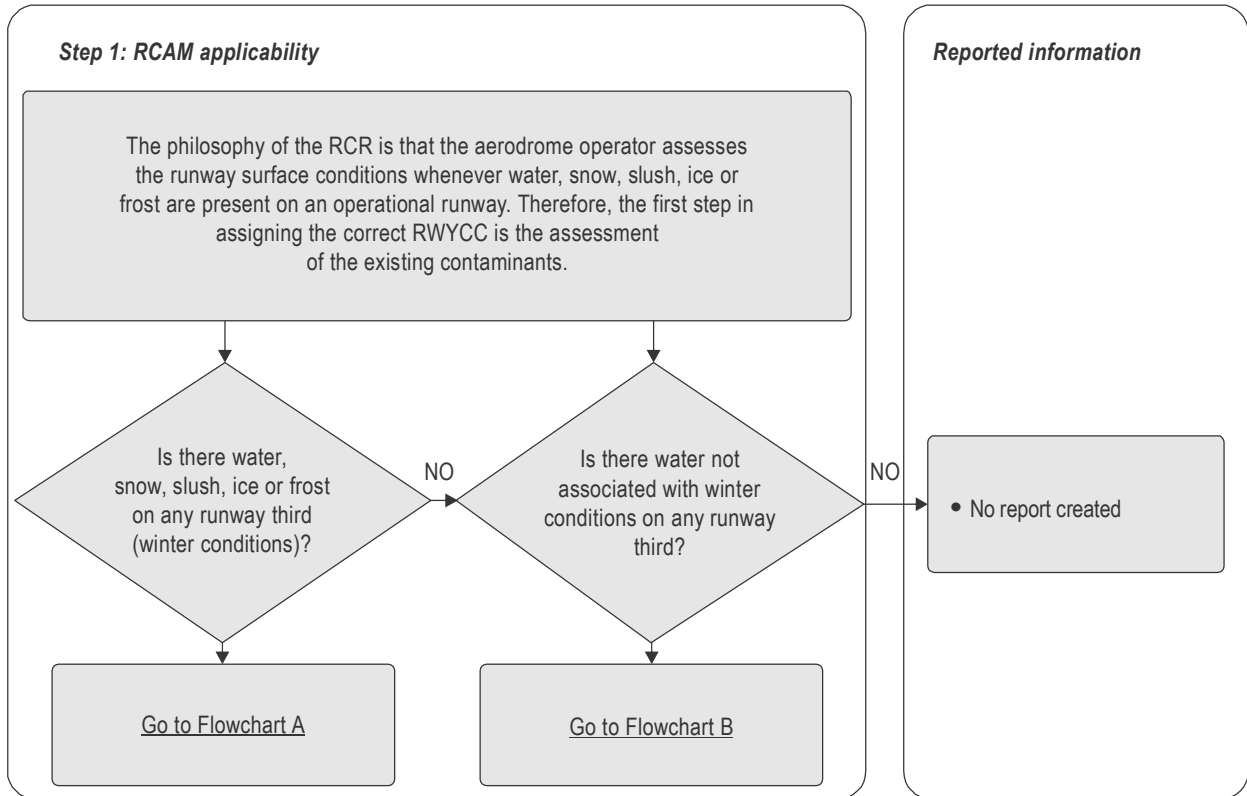 Step 1: RCAM applicability
Reported information
The philosophy of the RCR is that the aerodrome operator assesses
the runway surface conditions whenever water, snow, slush, ice or
frost are present on an operational runway. Therefore, the first step in
assigning the correct RWYCC is the assessment
of the existing contaminants.
Is there water,
snow, slush, ice or frost
on any runway third
(winter conditions)?
NO
Is there water not
associated with winter
conditions on any runway
third?
NO
• No report created
Go to Flowchart A
Go to Flowchart B